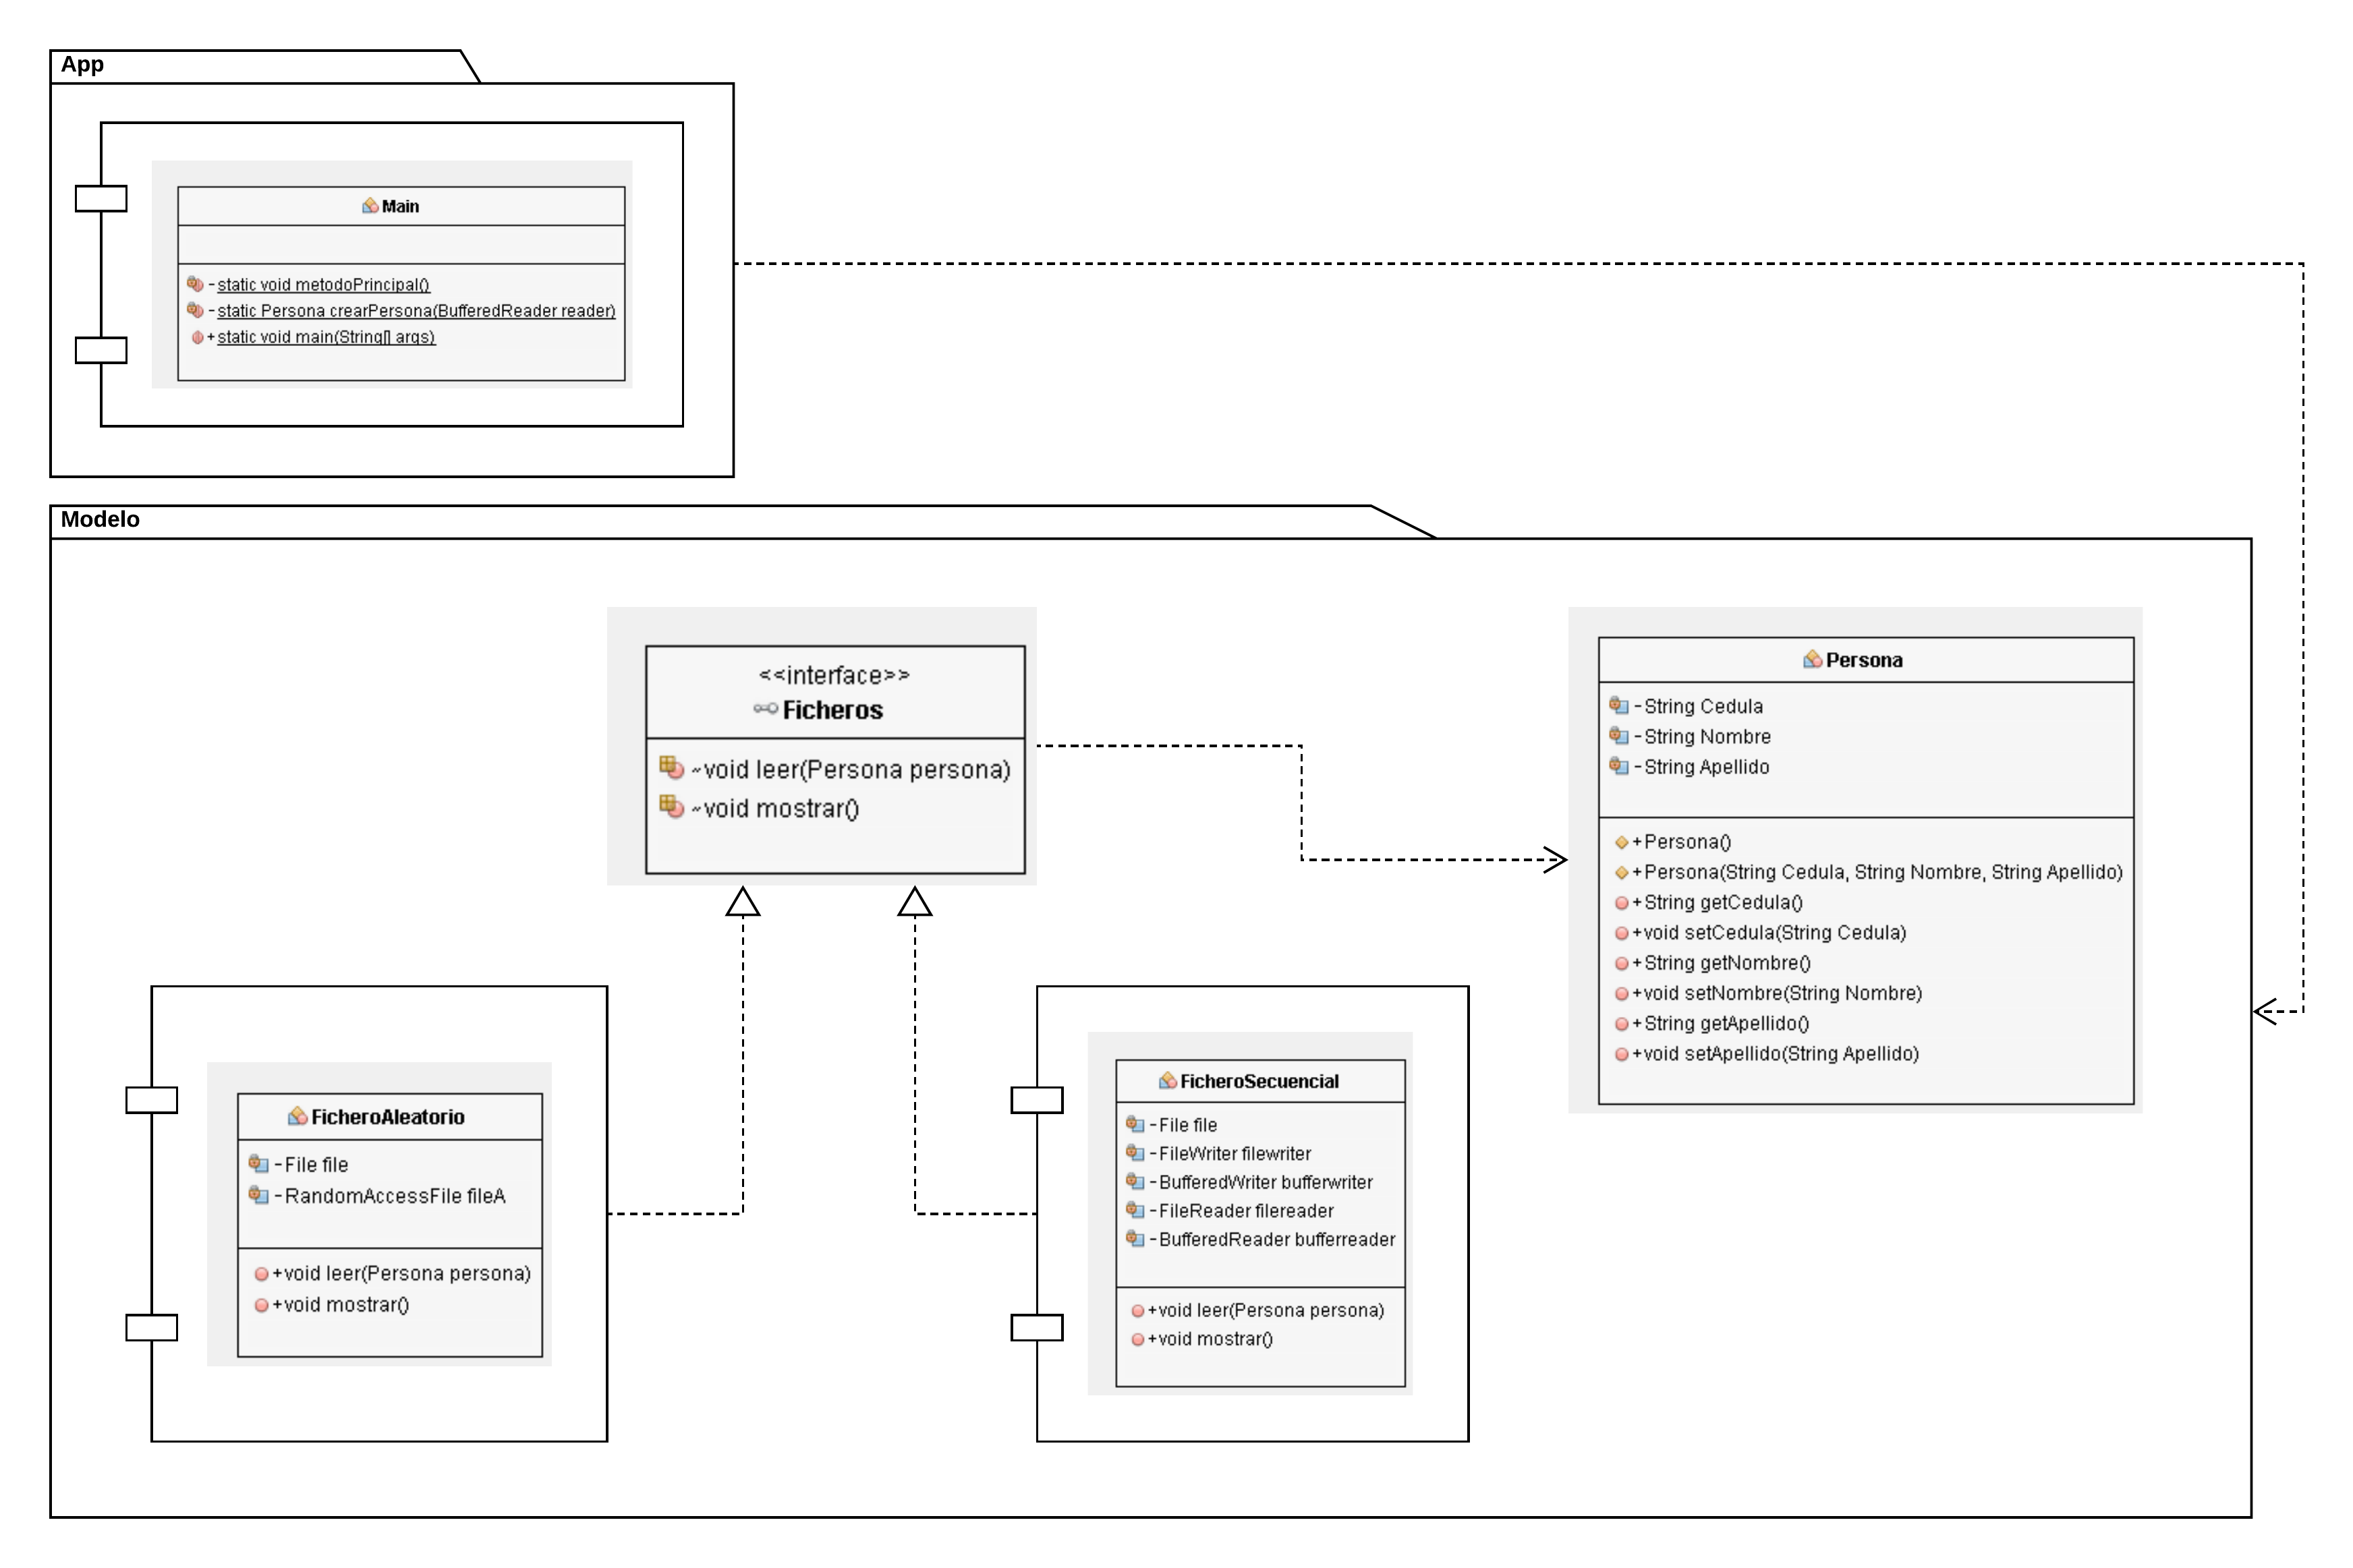 App
Main
- static void metodoPrincipal()
- static Persona crearPersona(BufferedReader reader)
+ static void main(String[] args)
Modelo
<<interface>>
Ficheros
~void leer(Persona persona)
~void mostrar()
Persona
-String Cedula
-String Nombre
-String Apellido
+Persona()
+Persona(String Cedula, String Nombre, String Apellido)
+String getCedula()
+void setCedula(String Cedula)
+String getNombre()
+void setNombre(String Nombre)
+String getApellido()
+void setApellido(String Apellido)
FicheroAleatorio
-File file
-RandomAccessFile fileA
+void leer(Persona persona)
+void mostrar()
FicheroSecuencial
-File file
-FileWriter filewriter
-BufferedWriter bufferwriter
-FileReader filereader
-BufferedReader bufferreader
+void leer(Persona persona)
+void mostrar()